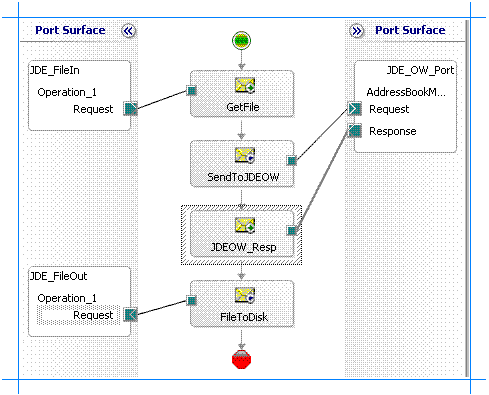 Port Surface
Port Surface
JDE_FileIn
Operation_1
Request
GetFile
JDE_OW_Port
AddressBookM...
Request
Response
SendToJDEOW
JDEOW_Resp
JDE_FileOut
Operation_1
Request
FileToDisk